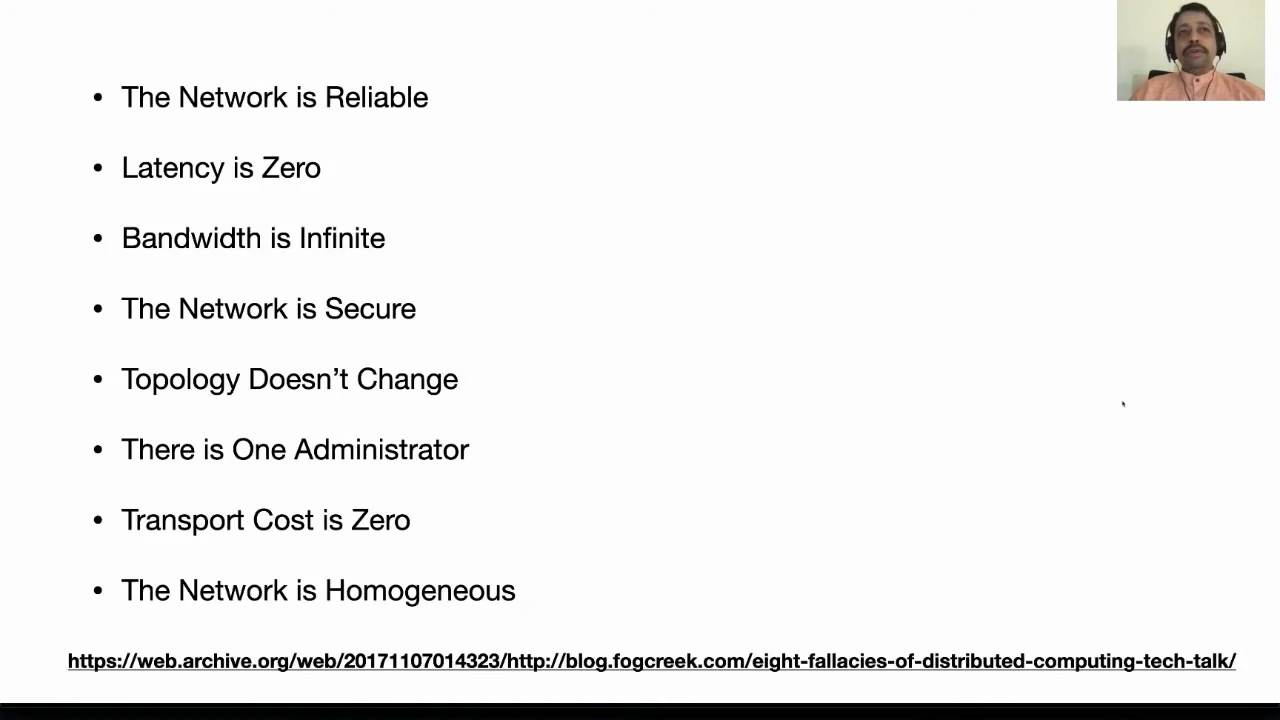 • The Network is Reliable
• Latency is Zero
• Bandwidth is Infinite
• The Network is Secure
• Topology Doesn’t Change
• There is One Administrator
• Transport Cost is Zero
• The Network is Homogeneous
https://web.archive.org/web/20171107014323/http://blog.fogcreek.com/eight-fallacies-of-distributed-computing-tech-talk/